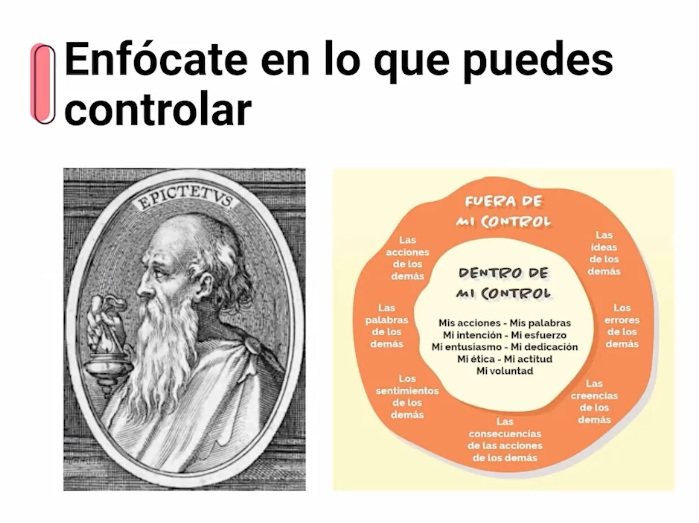 Enfócate en lo que puedes
controlar
EPICTETVS
FUERA DE
MI CONTROL
Las
acciones
de los
demás
Las
ideas
de los
demás
DENTRO DE
MI CONTROL
Mis acciones - Mis palabras
Mi intención - Mi esfuerzo
Mi entusiasmo - Mi dedicación
Mi ética - Mi actitud
Mi voluntad
Las
palabras
de los
demás
Los
errores
de los
demás
Los
sentimientos
de los
demás
Las
creencias
de los
demás
Las
consecuencias
de las acciones
de los demás